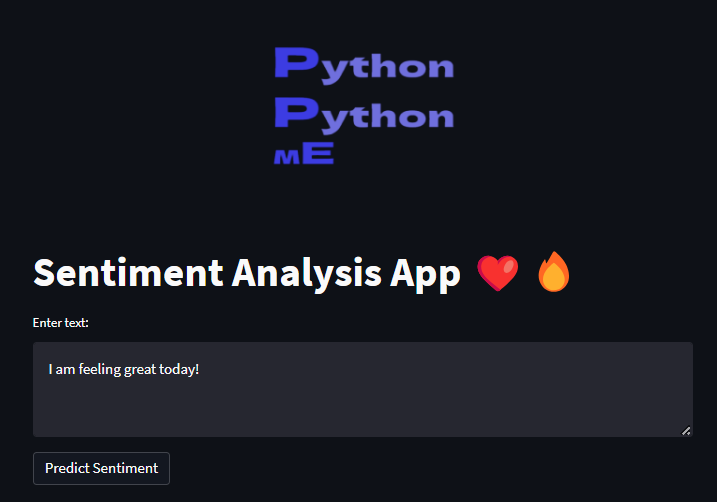 Python
Python
mE
Sentiment Analysis App ❤️ 🔥
Enter text:
I am feeling great today!
Predict Sentiment